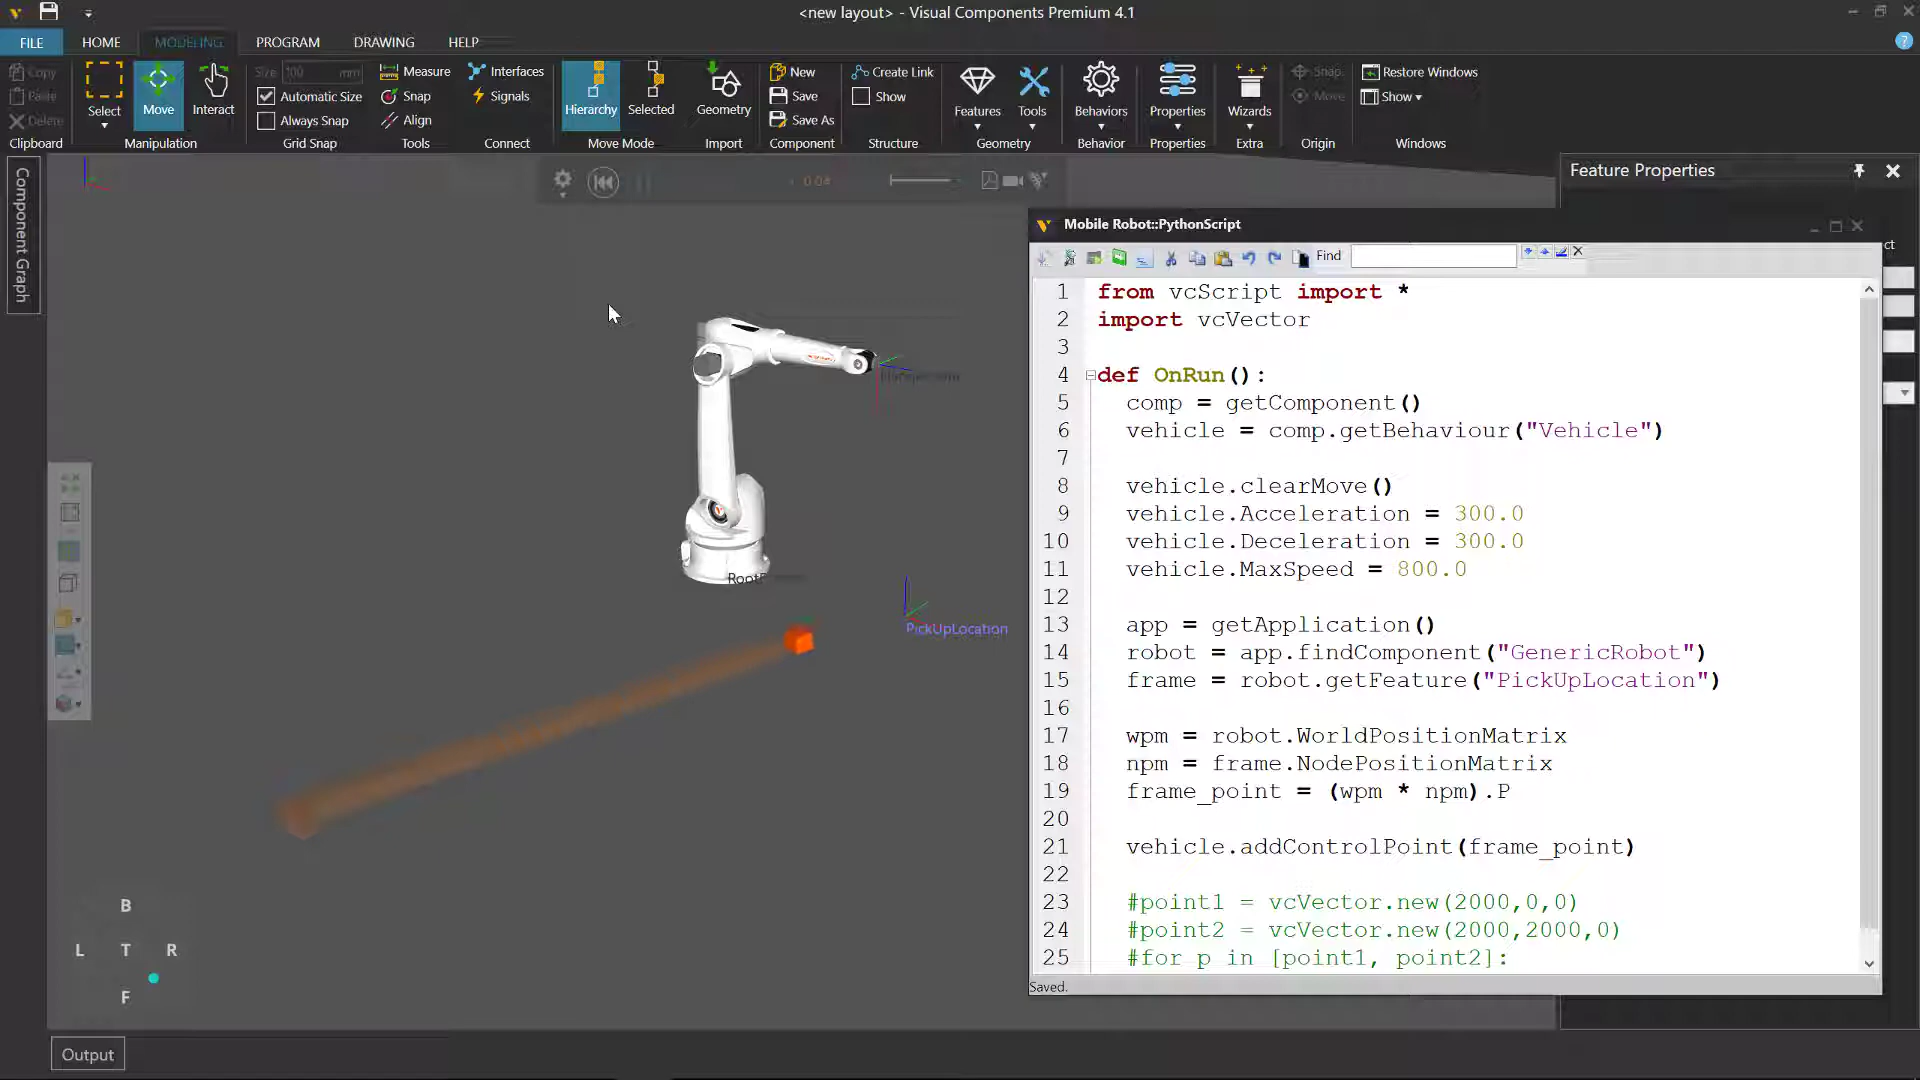 <new layout> - Visual Components Premium 4.1
FILE HOME MODELING PROGRAM DRAWING HELP
Copy
Paste
Delete
Clipboard
Select
Move
Interact
Manipulation
Size 100 mm
Automatic Size
Always Snap
Grid Snap
Measure
Snap
Align
Tools
Interfaces
Signals
Connect
Hierarchy
Selected
Move Mode
Geometry
Import
New
Save
Save As
Component
Create Link
Show
Structure
Features
Tools
Geometry
Behaviors
Behavior
Properties
Properties
Wizards
Extra
Snap
Move
Origin
Restore Windows
Show
Windows
Component Graph
0.04
Feature Properties
ct
Mobile Robot::PythonScript
Find
1 from vcScript import *
2 import vcVector
3
4 def OnRun():
5 comp = getComponent()
6 vehicle = comp.getBehaviour("Vehicle")
7
8 vehicle.clearMove()
9 vehicle.Acceleration = 300.0
10 vehicle.Deceleration = 300.0
11 vehicle.MaxSpeed = 800.0
12
13 app = getApplication()
14 robot = app.findComponent("GenericRobot")
15 frame = robot.getFeature("PickUpLocation")
16
17 wpm = robot.WorldPositionMatrix
18 npm = frame.NodePositionMatrix
19 frame_point = (wpm * npm).P
20
21 vehicle.addControlPoint(frame_point)
22
23 #point1 = vcVector.new(2000,0,0)
24 #point2 = vcVector.new(2000,2000,0)
25 #for p in [point1, point2]:
Saved.
PickUpLocation
B
L T R
F
Output